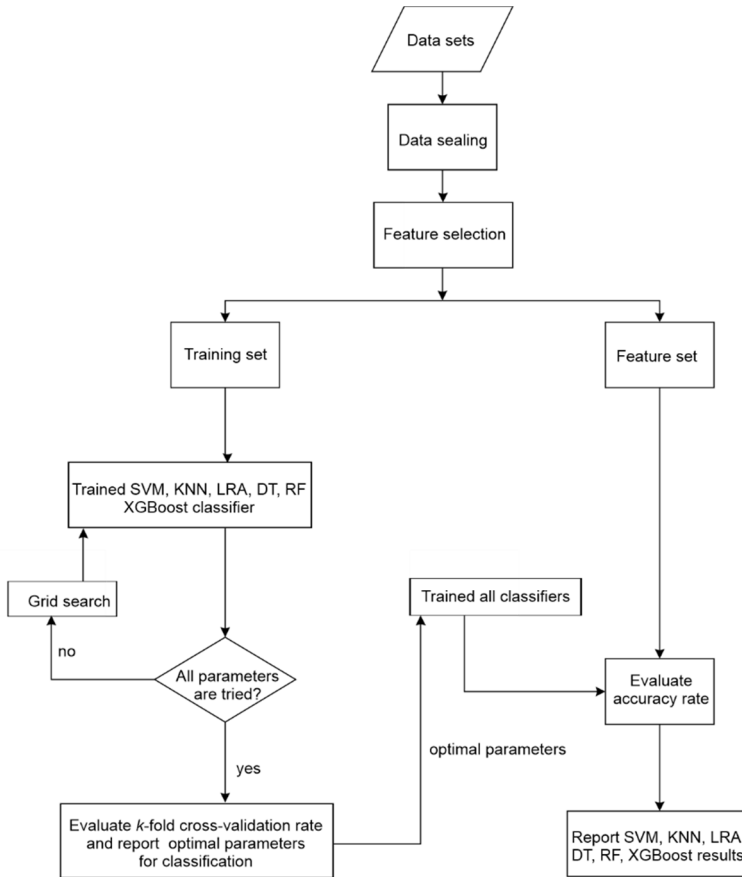 Data sets
Data sealing
Feature selection
Training set
Feature set
Trained SVM, KNN, LRA, DT, RF
XGBoost classifier
Grid search
Trained all classifiers
no
All parameters
are tried?
Evaluate
accuracy rate
optimal parameters
yes
Evaluate k-fold cross-validation rate
and report optimal parameters
for classification
Report SVM, KNN, LRA
DT, RF, XGBoost results